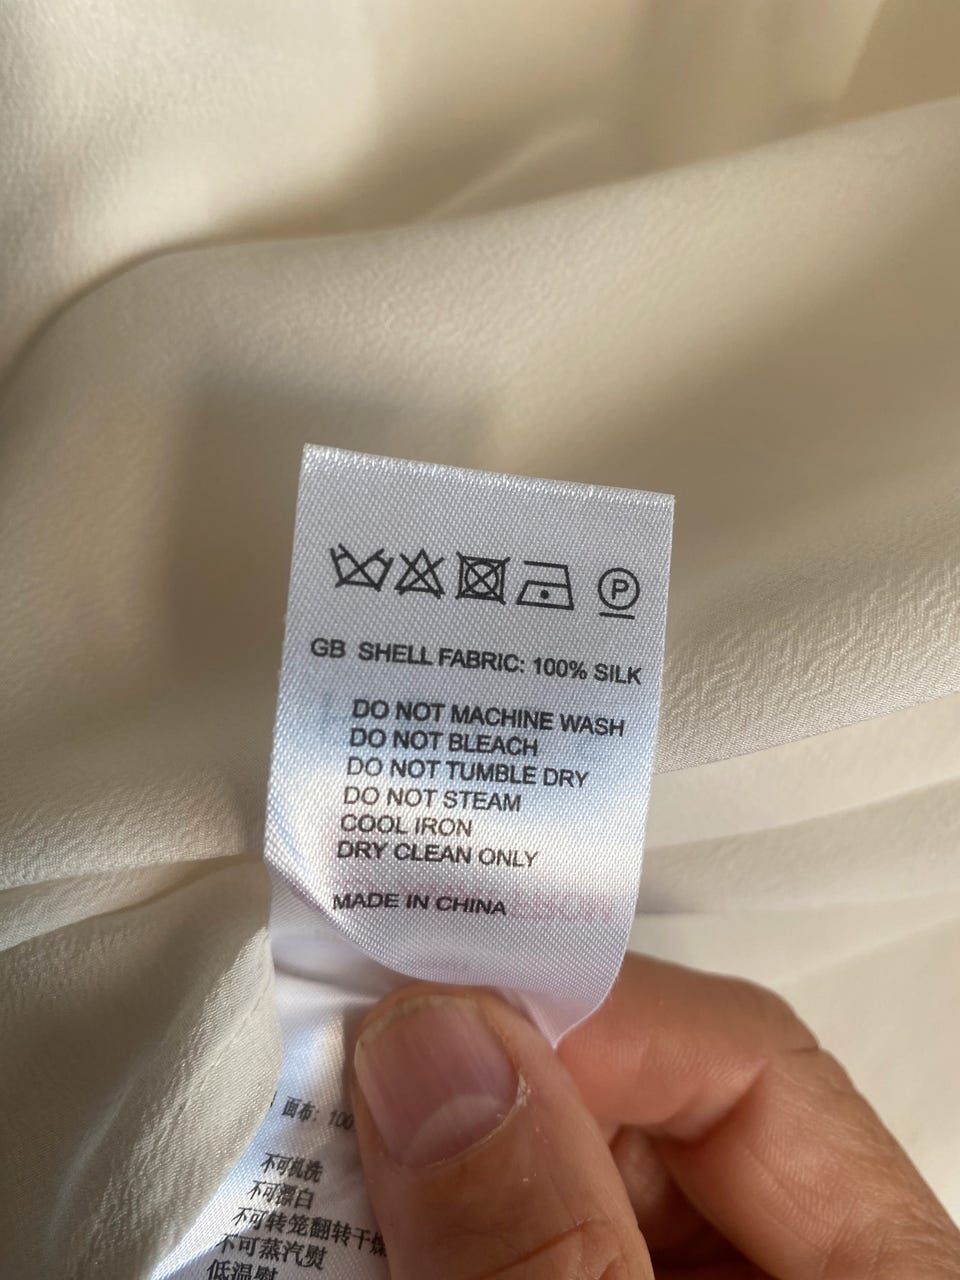 P
GB SHELL FABRIC: 100% SILK
DO NOT MACHINE WASH
DO NOT BLEACH
DO NOT TUMBLE DRY
DO NOT STEAM
COOL IRON
DRY CLEAN ONLY
MADE IN CHINA
面布: 100
不可机洗
不可漂白
不可转笼翻转干燥
不可蒸汽熨
低温熨